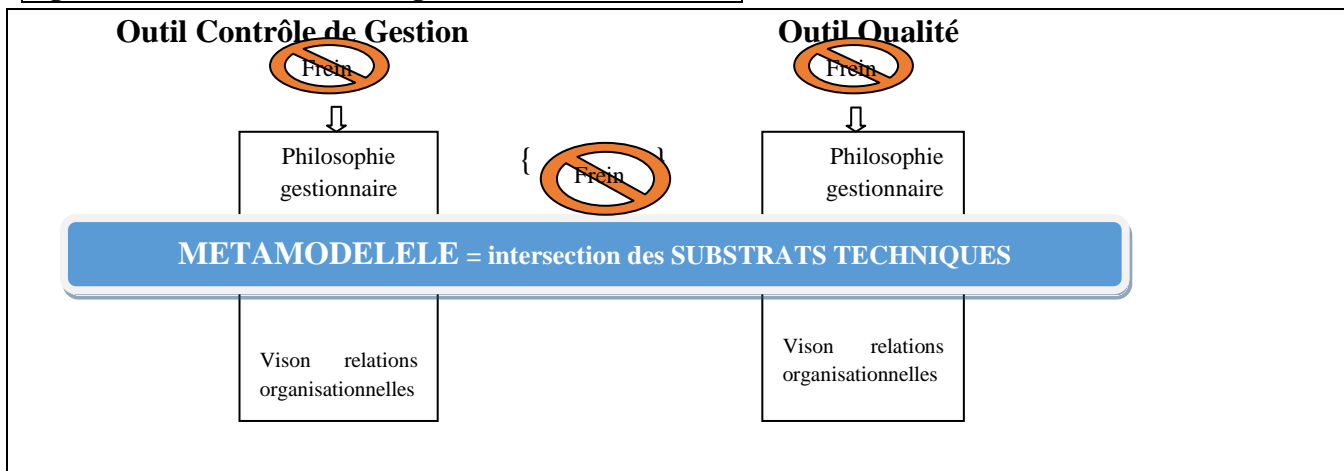 Outil Contrôle de Gestion
Outil Qualité
Frein
Frein
Philosophie
gestionnaire
{ }
Frein
Philosophie
gestionnaire
METAMODELELE = intersection des SUBSTRATS TECHNIQUES
Vison relations
organisationnelles
Vison relations
organisationnelles